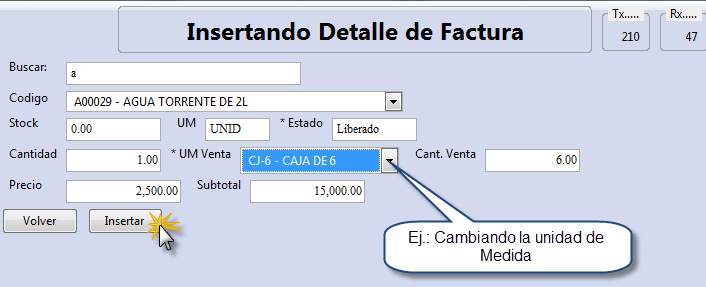 Insertando Detalle de Factura
Tx..... Rx.....
210 47
Buscar: a
Codigo A00029 - AGUA TORRENTE DE 2L
Stock 0.00 UM UNID * Estado Liberado
Cantidad 1.00 * UM Venta CJ-6 - CAJA DE 6 Cant. Venta 6.00
Precio 2,500.00 Subtotal 15,000.00
Volver Insertar
Ej.: Cambiando la unidad de
Medida